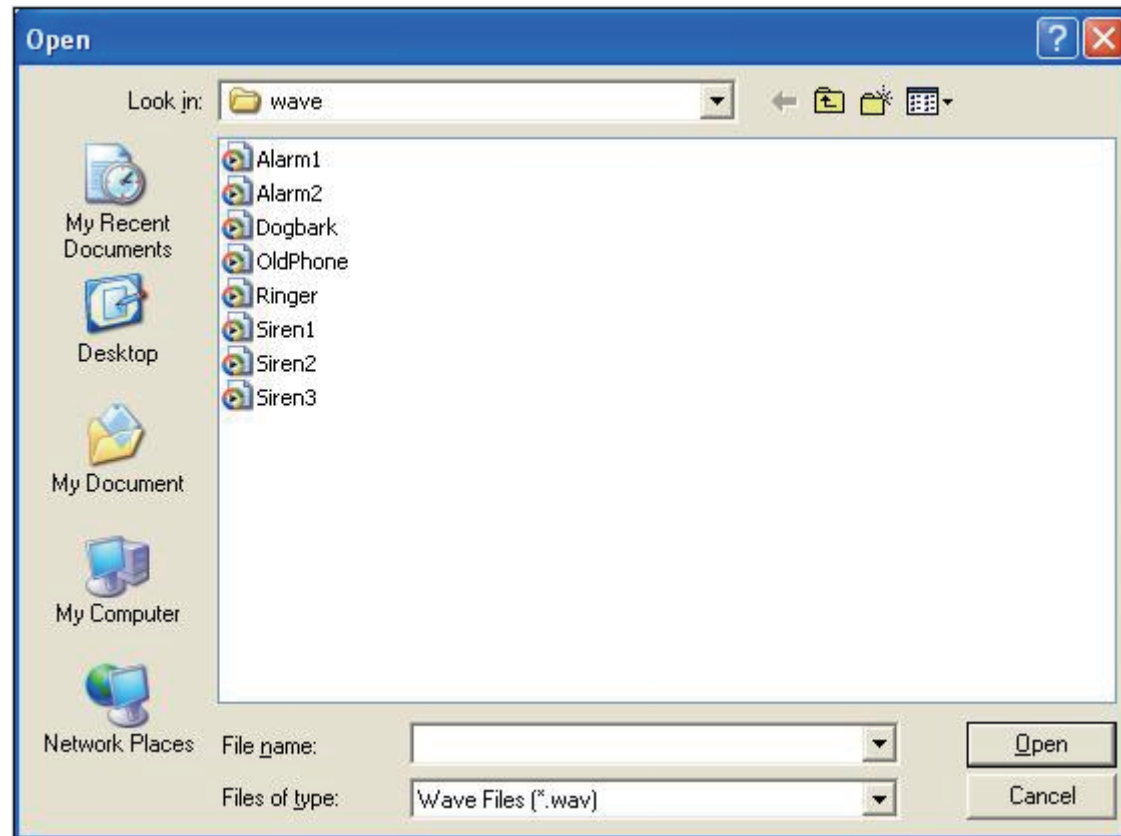 Open
Look in:
wave
My Recent
Documents
Desktop
My Document
My Computer
Network Places
Alarm1
Alarm2
Dogbark
OldPhone
Ringer
Siren1
Siren2
Siren3
File name:
Open
Files of type:
Wave Files (*.wav)
Cancel